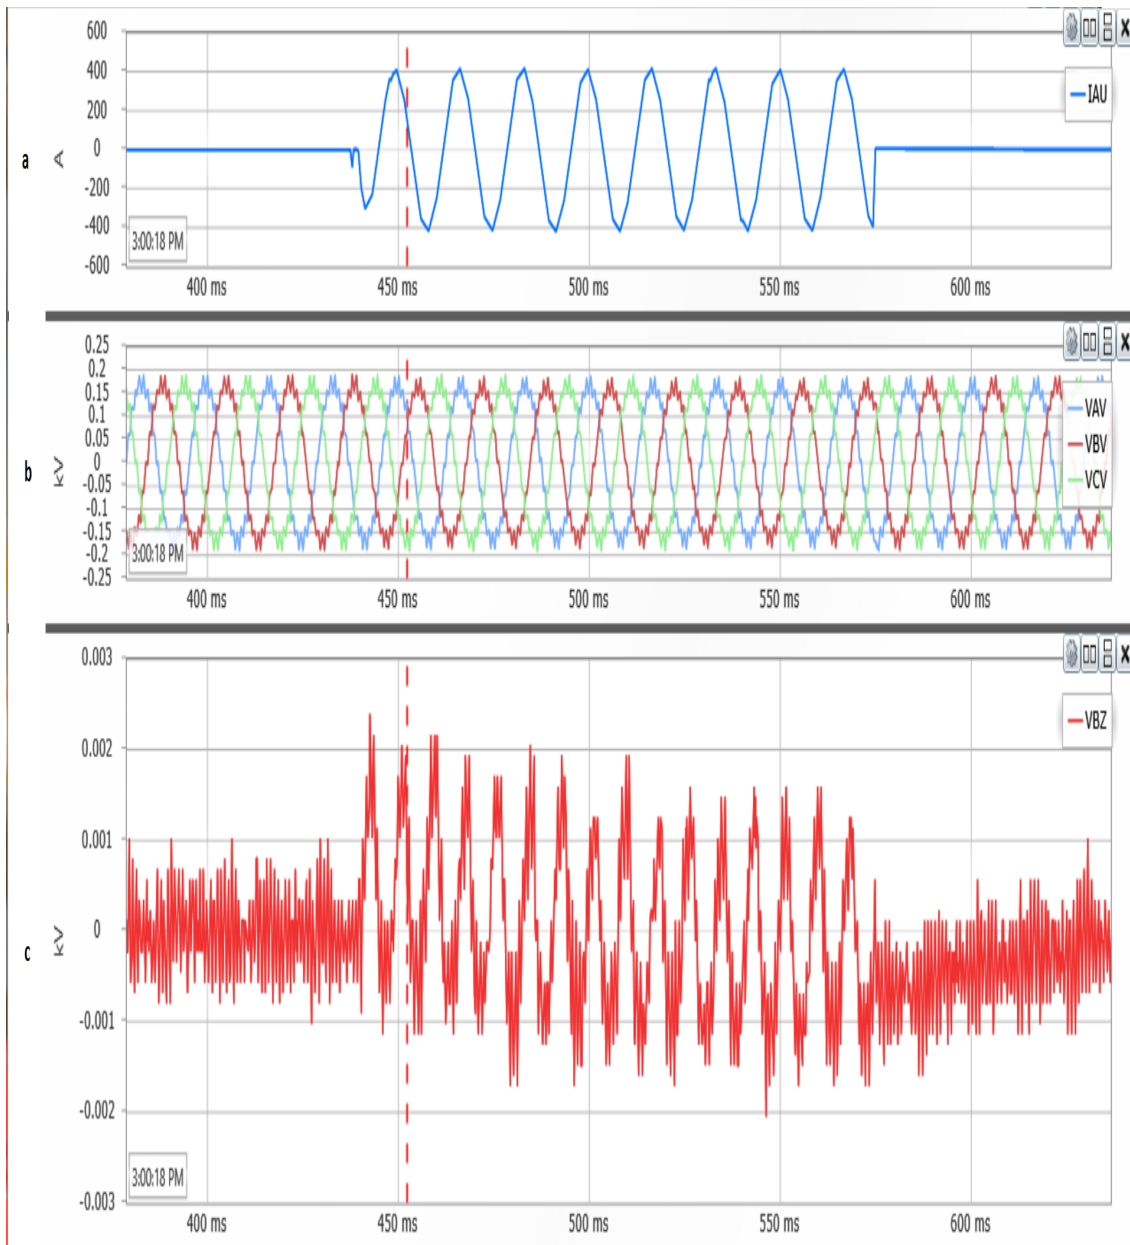 600
400
200
0
-200
-400
-600
a
A
IAU
3:00:18 PM
400 ms 450 ms 500 ms 550 ms 600 ms
0.25
0.2
0.15
0.1
0.05
0
-0.05
-0.1
-0.15
-0.2
-0.25
b
kV
VAV
VBV
VCV
3:00:18 PM
400 ms 450 ms 500 ms 550 ms 600 ms
0.003
0.002
0.001
0
-0.001
-0.002
-0.003
c
kV
VBZ
3:00:18 PM
400 ms 450 ms 500 ms 550 ms 600 ms